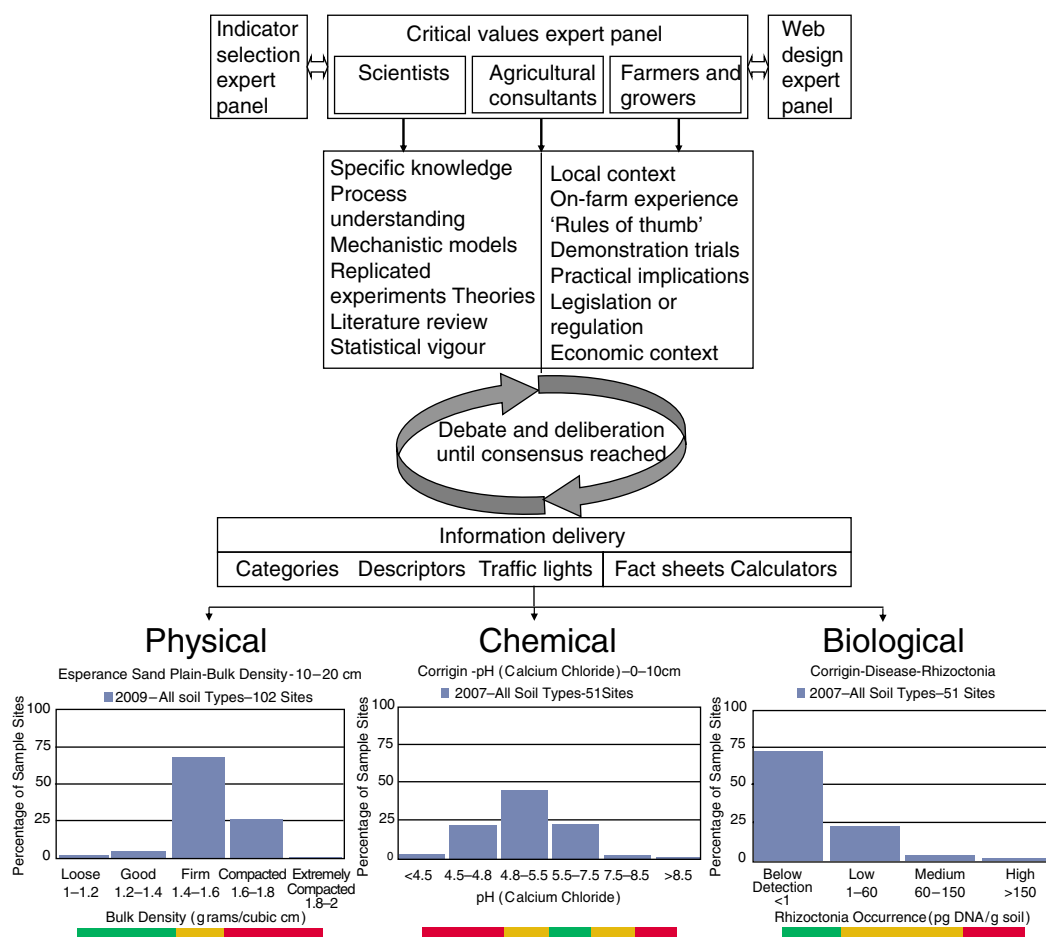 Indicator
selection
expert
panel
Critical values expert panel
Scientists
Agricultural
consultants
Farmers and
growers
Web
design
expert
panel
Specific knowledge
Process
understanding
Mechanistic models
Replicated
experiments Theories
Literature review
Statistical vigour
Local context
On-farm experience
‘Rules of thumb’
Demonstration trials
Practical implications
Legislation or
regulation
Economic context
Debate and deliberation
until consensus reached
Information delivery
Categories Descriptors Traffic lights
Fact sheets Calculators
Physical
Esperance Sand Plain-Bulk Density-10–20 cm
2009–All soil Types–102 Sites
Percentage of Sample Sites
100
75
50
25
0
Loose Good Firm Compacted Extremely
Compacted
1–1.2 1.2–1.4 1.4–1.6 1.6–1.8 1.8–2
Bulk Density (grams/cubic cm)
Chemical
Corrigin -pH (Calcium Chloride)–0–10cm
2007–All Soil Types-51Sites
Percentage of Sample Sites
100
75
50
25
0
<4.5 4.5–4.8 4.8–5.5 5.5–7.5 7.5–8.5 >8.5
pH (Calcium Chloride)
Biological
Corrigin-Disease-Rhizoctonia
2007–All Soil Types–51 Sites
Percentage of Sample Sites
100
75
50
25
0
Below Low Medium High
Detection 1–60 60–150 >150
<1
Rhizoctonia Occurrence (pg DNA/g soil)